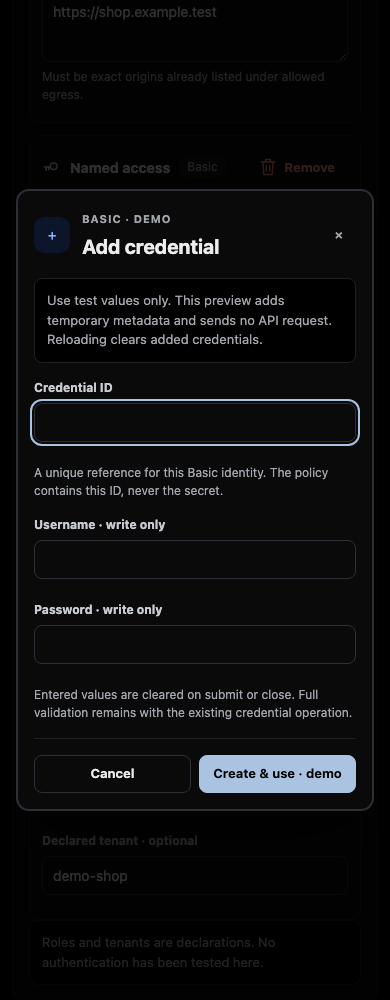 https://shop.example.test
Must be exact origins already listed under allowed
egress.
Named access Basic Remove
+
BASIC · DEMO
Add credential
×
Use test values only. This preview adds
temporary metadata and sends no API request.
Reloading clears added credentials.
Credential ID
A unique reference for this Basic identity. The policy
contains this ID, never the secret.
Username · write only
Password · write only
Entered values are cleared on submit or close. Full
validation remains with the existing credential operation.
Cancel Create & use · demo
Declared tenant · optional
demo-shop
Roles and tenants are declarations. No
authentication has been tested here.